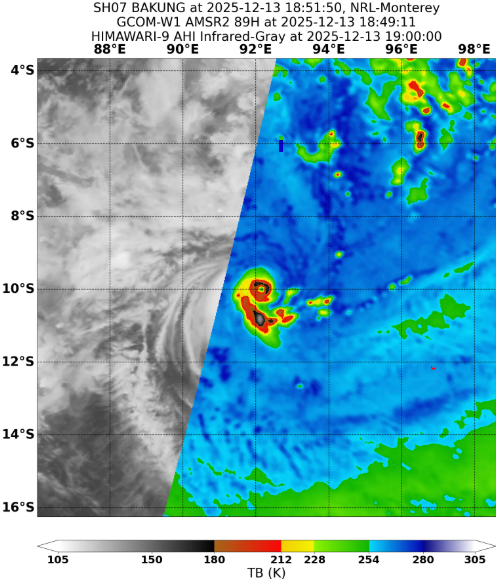 SH07 BAKUNG at 2025-12-13 18:51:50, NRL-Monterey
GCOM-W1 AMSR2 89H at 2025-12-13 18:49:11
HIMAWARI-9 AHI Infrared-Gray at 2025-12-13 19:00:00
88°E 90°E 92°E 94°E 96°E 98°E
4°S
6°S
8°S
10°S
12°S
14°S
16°S
105 150 180 212 228 254 280 305
TB (K)